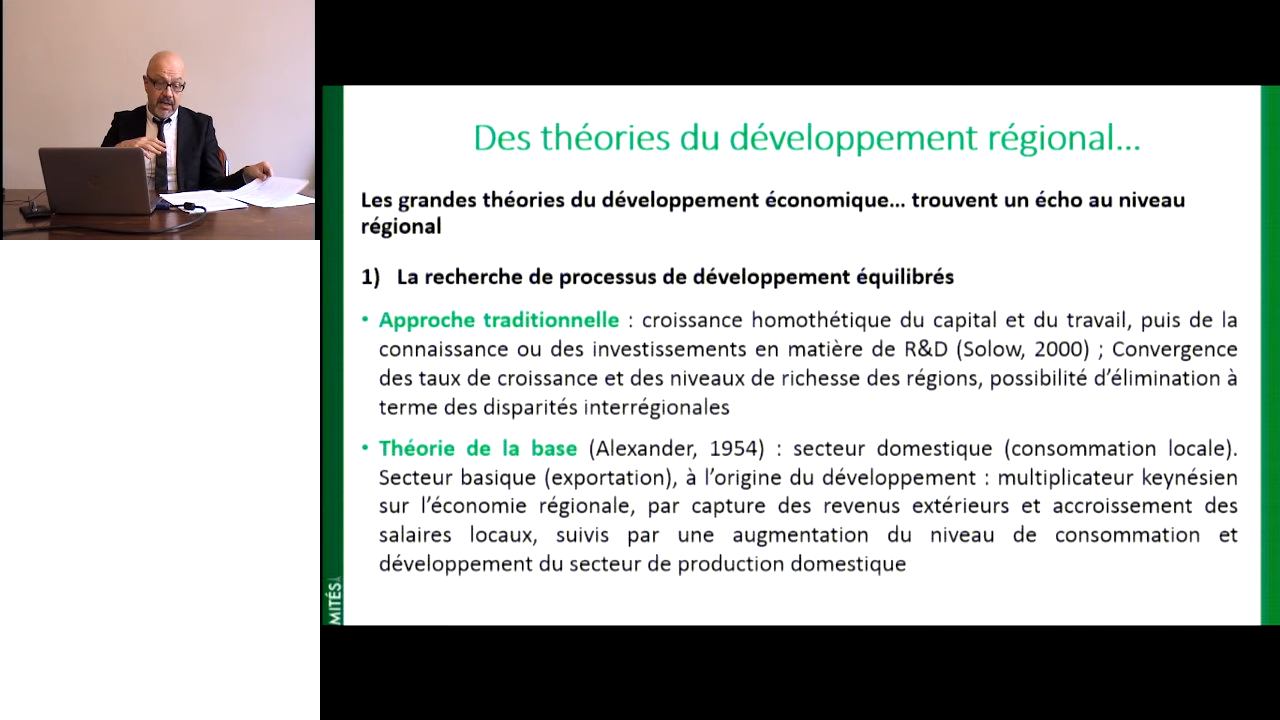 Des théories du développement régional...
Les grandes théories du développement économique... trouvent un écho au niveau
régional
1) La recherche de processus de développement équilibrés
• Approche traditionnelle : croissance homothétique du capital et du travail, puis de la
connaissance ou des investissements en matière de R&D (Solow, 2000) ; Convergence
des taux de croissance et des niveaux de richesse des régions, possibilité d’élimination à
terme des disparités interrégionales
• Théorie de la base (Alexander, 1954) : secteur domestique (consommation locale).
Secteur basique (exportation), à l’origine du développement : multiplicateur keynésien
sur l’économie régionale, par capture des revenus extérieurs et accroissement des
salaires locaux, suivis par une augmentation du niveau de consommation et
développement du secteur de production domestique
MITÉS